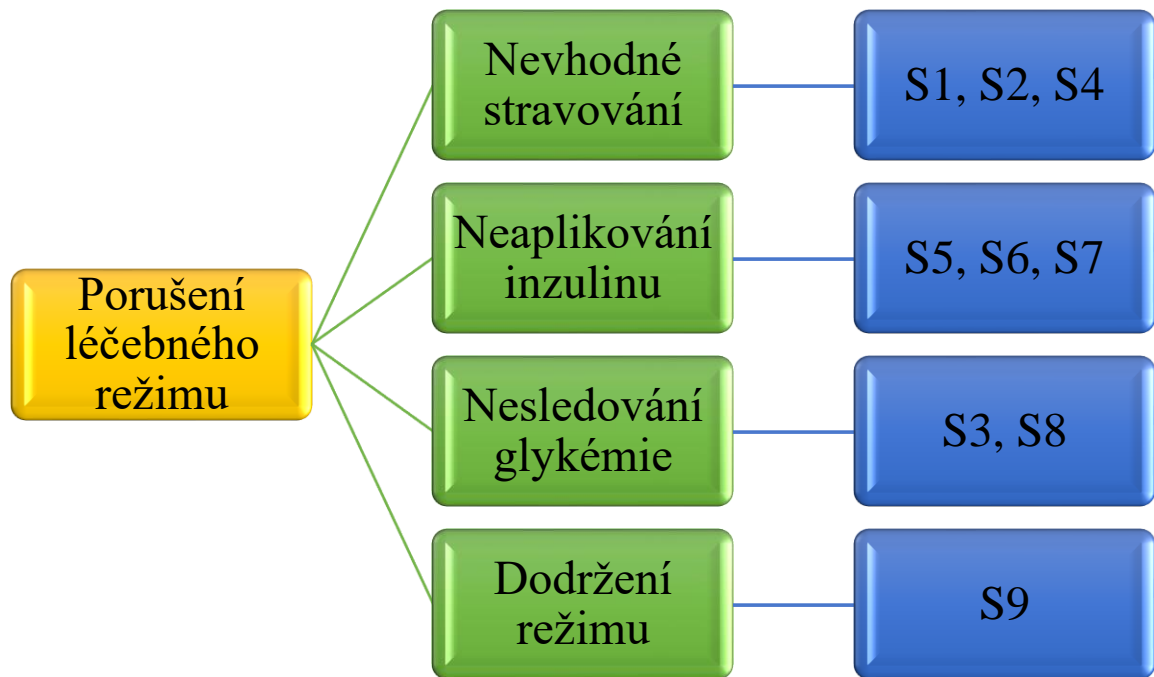 Porušení
léčebného
režimu
Nevhodné
stravování
S1, S2, S4
Neaplikování
inzulinu
S5, S6, S7
Nesledování
glykémie
S3, S8
Dodržení
režimu
S9